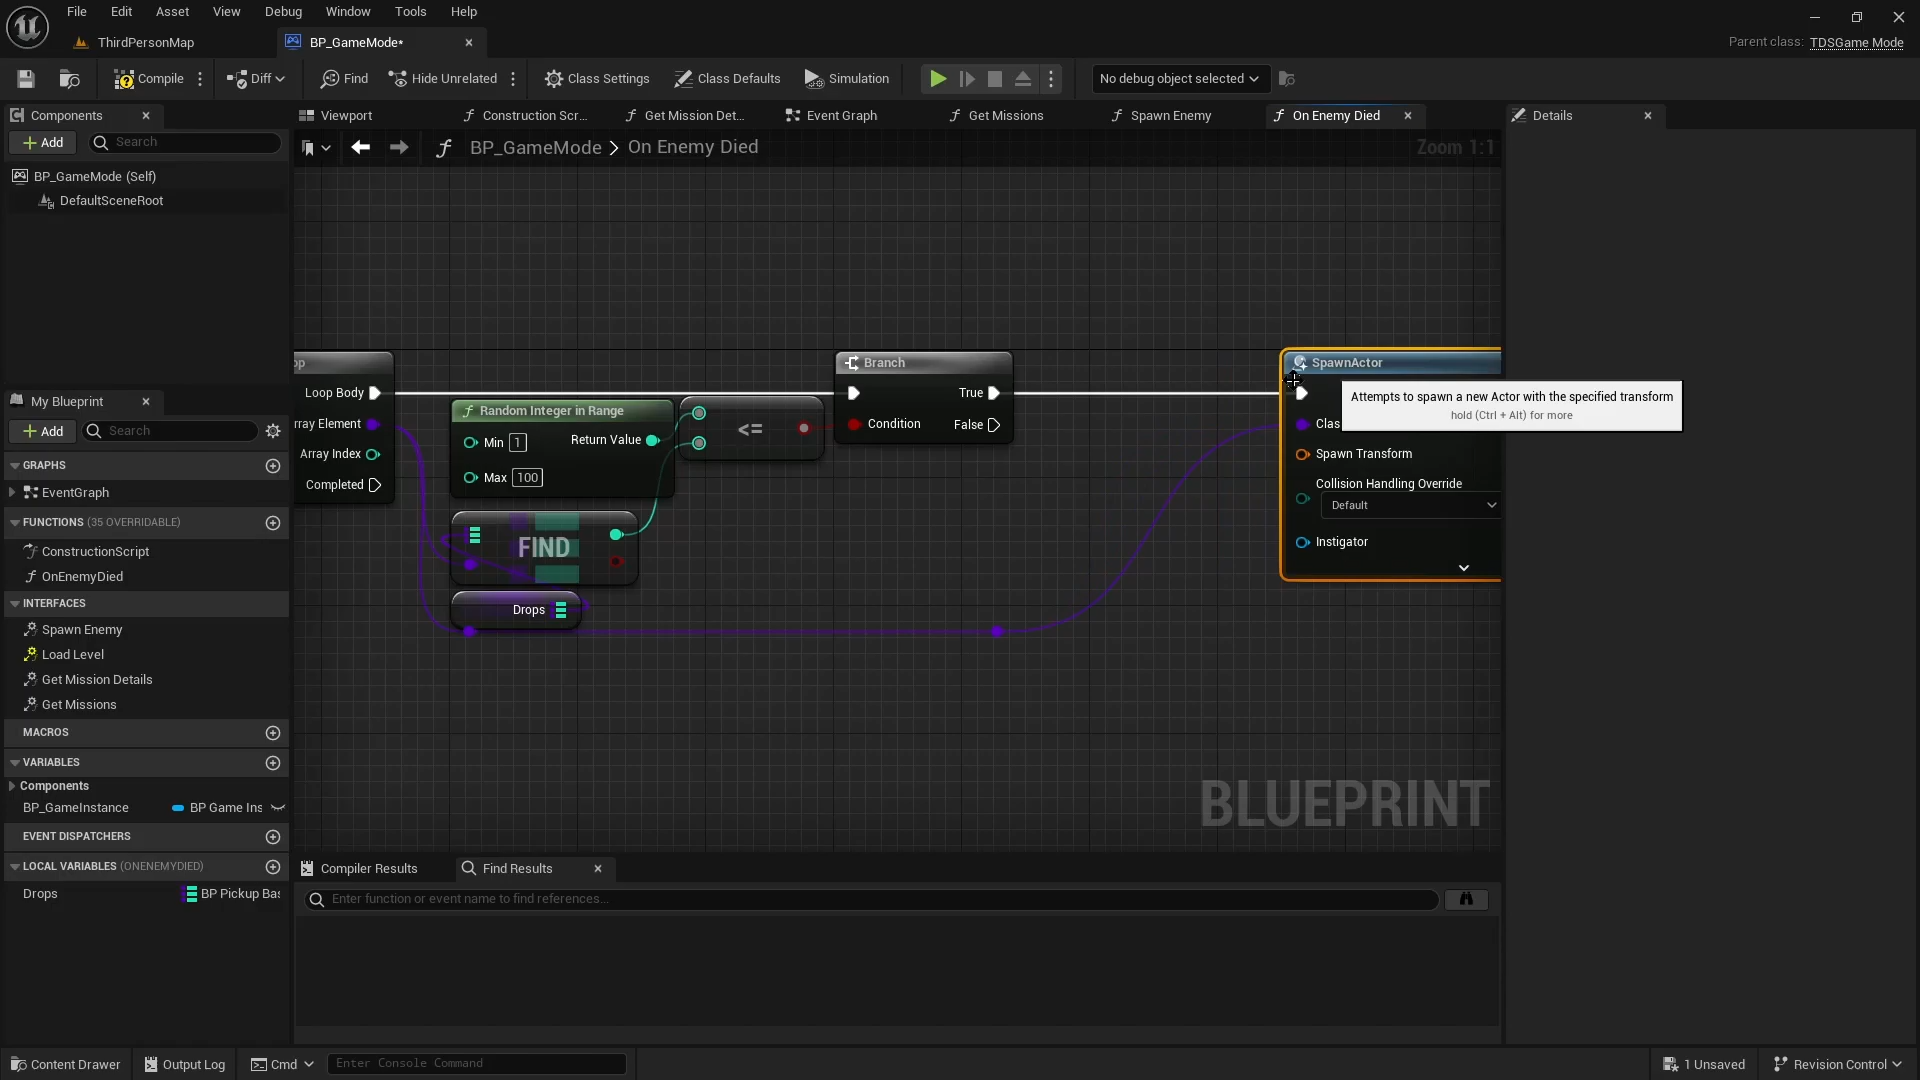 File Edit Asset View Debug Window Tools Help
ThirdPersonMap
BP_GameMode*
Parent class: TDSGame Mode
Compile
Diff
Find
Hide Unrelated
Class Settings
Class Defaults
Simulation
No debug object selected
Components
Add
Search
BP_GameMode (Self)
DefaultSceneRoot
My Blueprint
Add
Search
GRAPHS
EventGraph
FUNCTIONS (35 OVERRIDABLE)
ConstructionScript
OnEnemyDied
INTERFACES
Spawn Enemy
Load Level
Get Mission Details
Get Missions
MACROS
VARIABLES
Components
BP_GameInstance BP Game Ins
EVENT DISPATCHERS
LOCAL VARIABLES (ONENEMYDIED)
Drops BP Pickup Bas
Viewport
Construction Scr...
Get Mission Det...
Event Graph
Get Missions
Spawn Enemy
On Enemy Died
BP_GameMode > On Enemy Died
Zoom 1:1
op
Loop Body
rray Element
Array Index
Completed
Random Integer in Range
Min 1
Return Value
Max 100
<=
FIND
Drops
Branch
True
Condition
False
SpawnActor
Clas
Spawn Transform
Collision Handling Override
Default
Instigator
Attempts to spawn a new Actor with the specified transform
hold (Ctrl + Alt) for more
BLUEPRINT
Details
Compiler Results
Find Results
Enter function or event name to find references...
Content Drawer
Output Log
Cmd
Enter Console Command
1 Unsaved
Revision Control